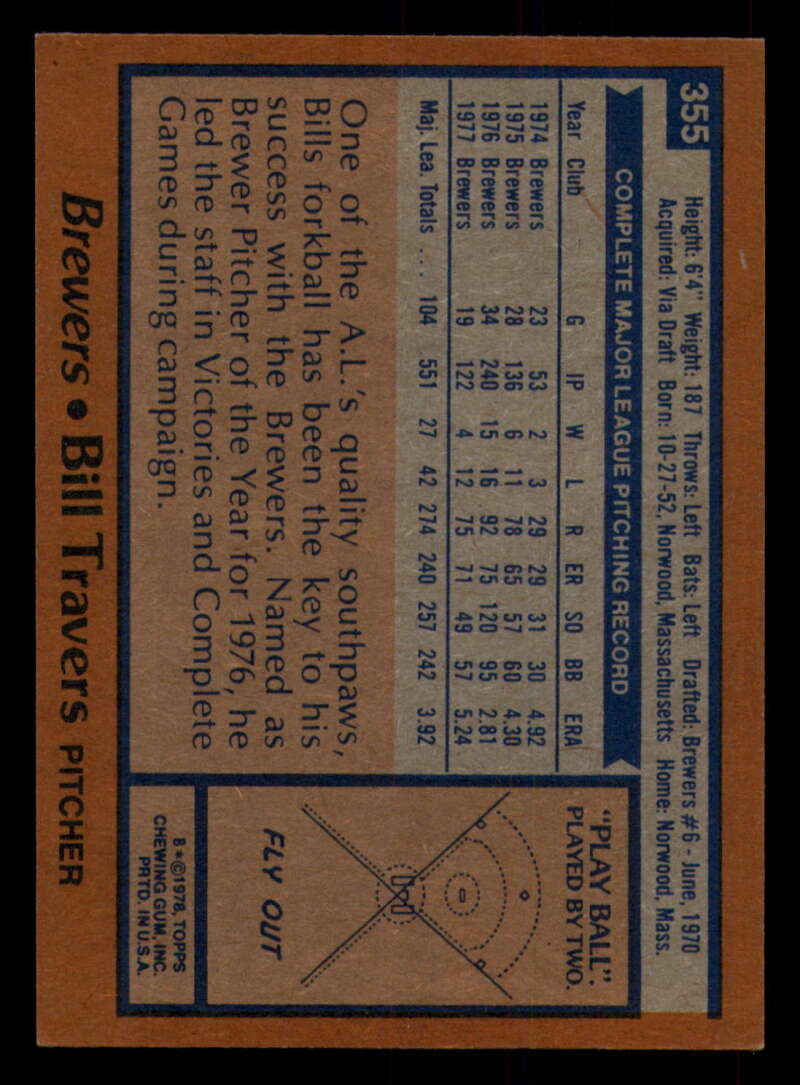 355
Height: 6'4" Weight: 187 Throws: Left Bats: Left Drafted: Brewers #6 - June, 1970
Acquired: Via Draft Born: 10-27-52, Norwood, Massachusetts Home: Norwood, Mass.
COMPLETE MAJOR LEAGUE PITCHING RECORD
Year Club G IP W L R ER SO BB ERA
1974 Brewers 23 53 2 3 29 29 31 30 4.92
1975 Brewers 28 136 6 11 78 65 57 60 4.30
1976 Brewers 34 240 15 16 92 75 120 95 2.81
1977 Brewers 19 122 4 12 75 71 49 57 5.24
Maj. Lea. Totals .... 104 551 27 42 274 240 257 242 3.92
One of the A.L.'s quality southpaws,
Bills forkball has been the key to his
success with the Brewers. Named as
Brewer Pitcher of the Year for 1976, he
led the staff in Victories and Complete
Games during campaign.
"PLAY BALL".
PLAYED BY TWO.
FLY OUT
B*©1978, TOPPS
CHEWING GUM, INC.
PRTD. IN U.S.A.
Brewers • Bill Travers PITCHER